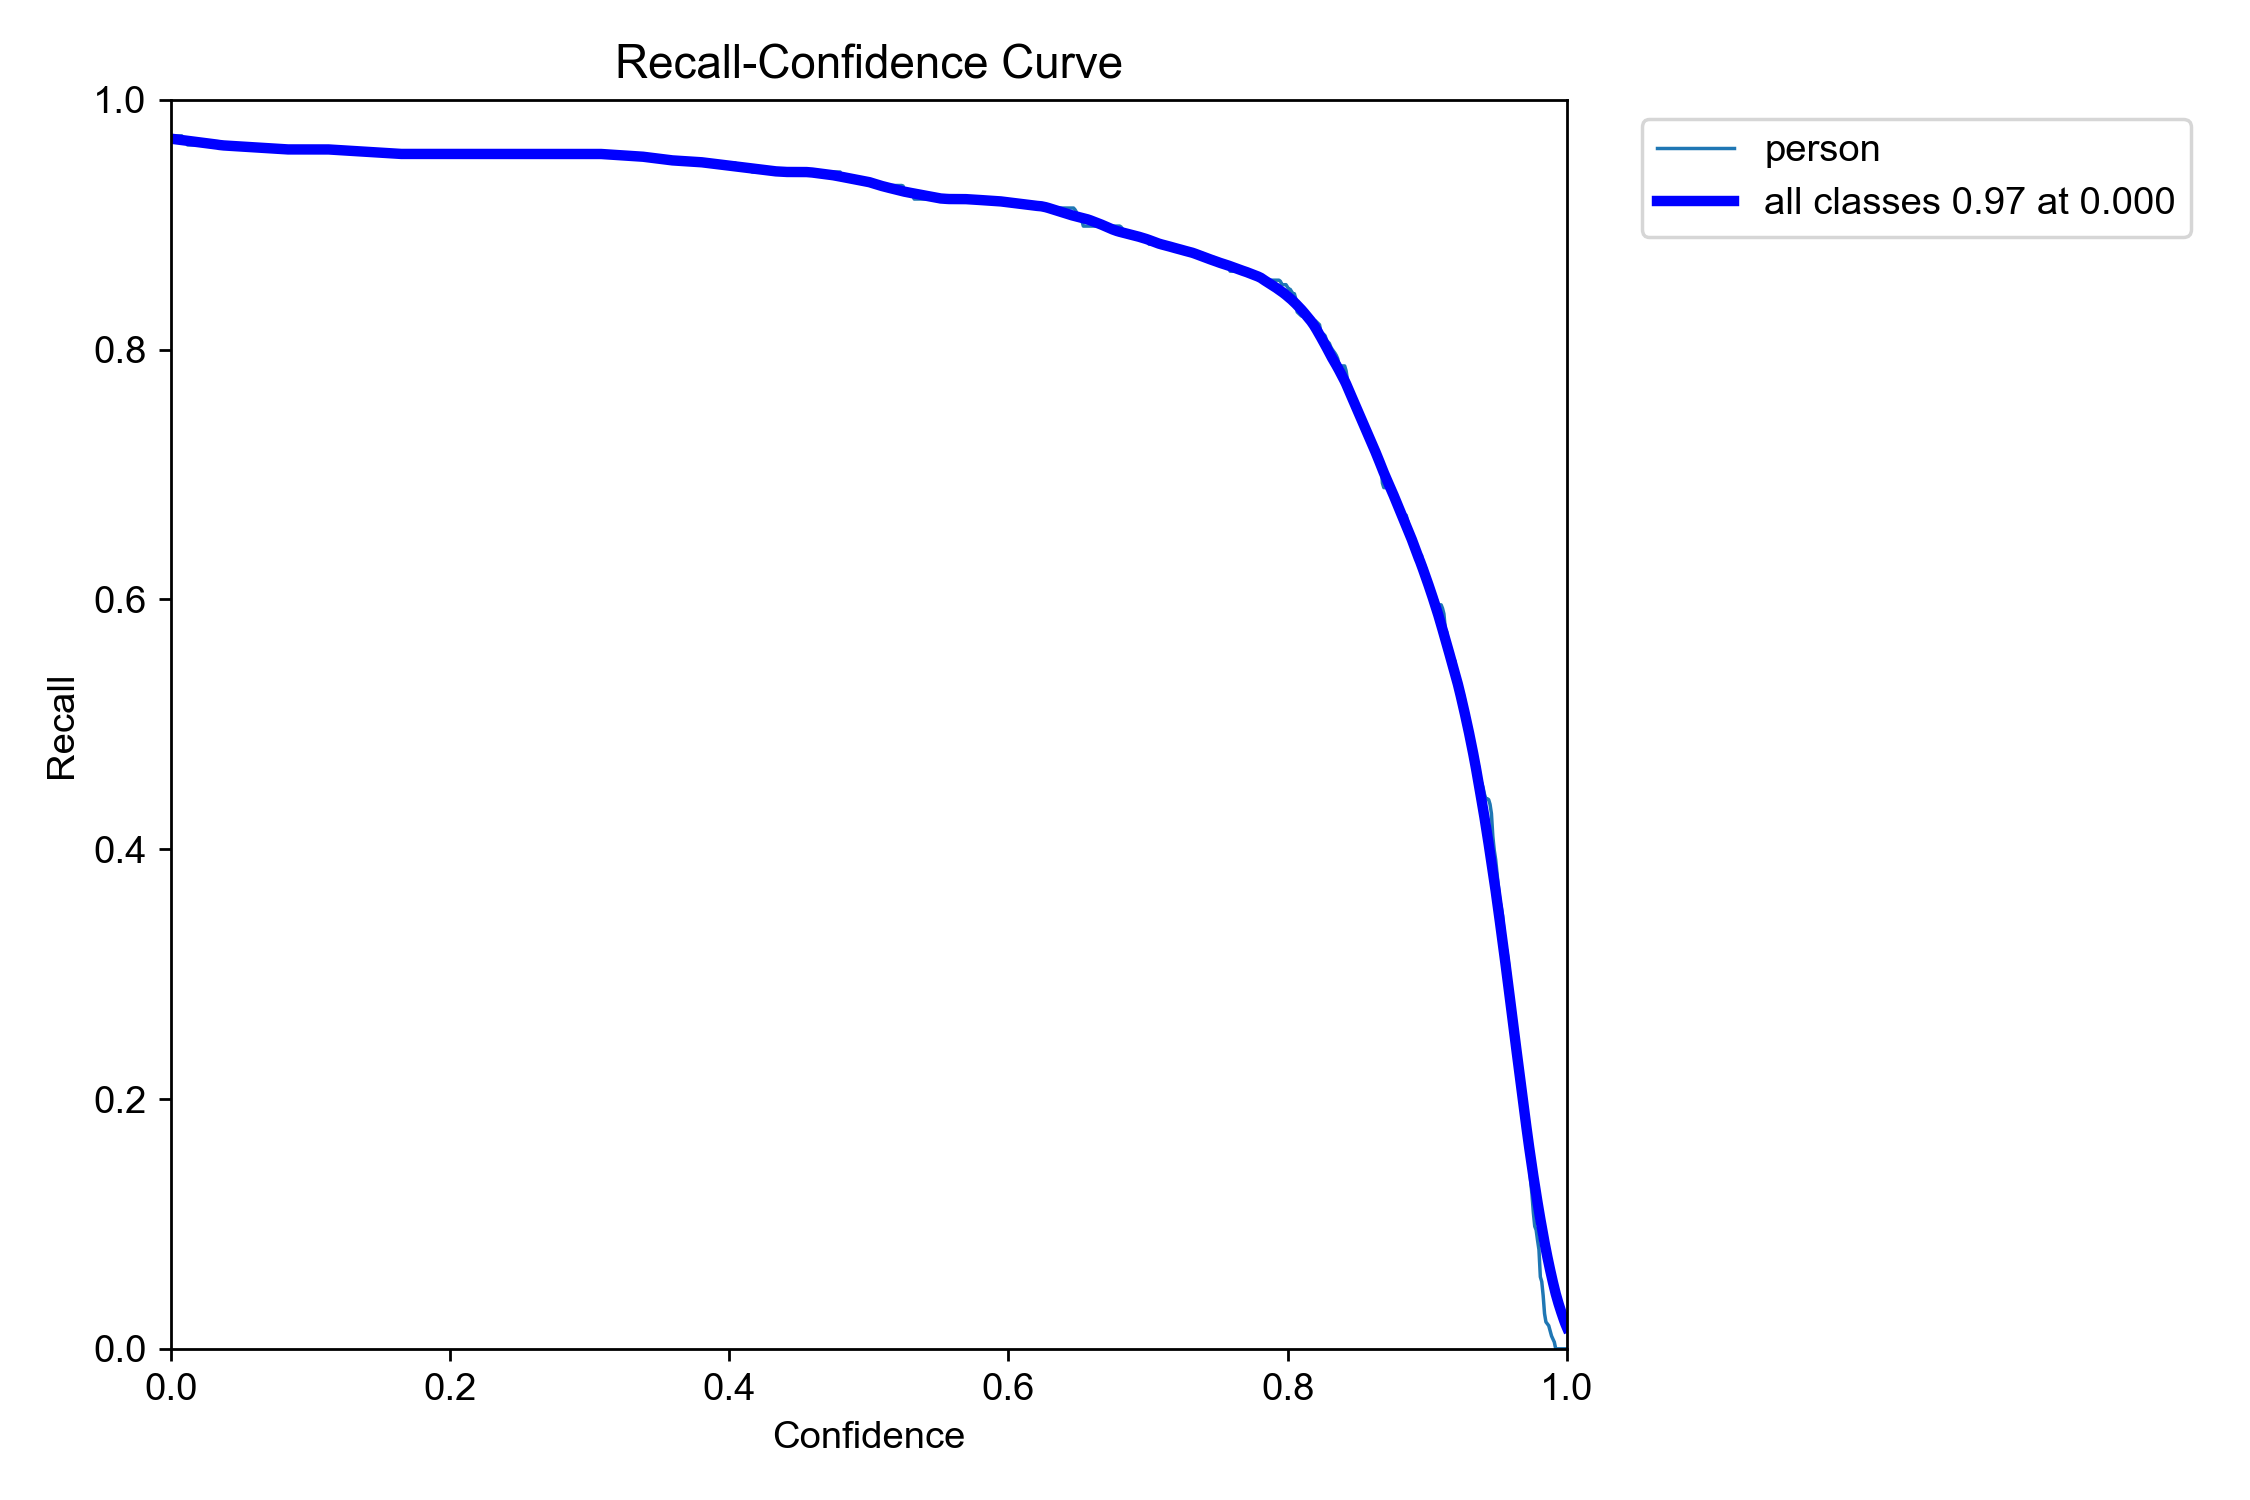 Recall-Confidence Curve
1.0
0.8
0.6
0.4
0.2
0.0
Recall
0.0 0.2 0.4 0.6 0.8 1.0
Confidence
person
all classes 0.97 at 0.000